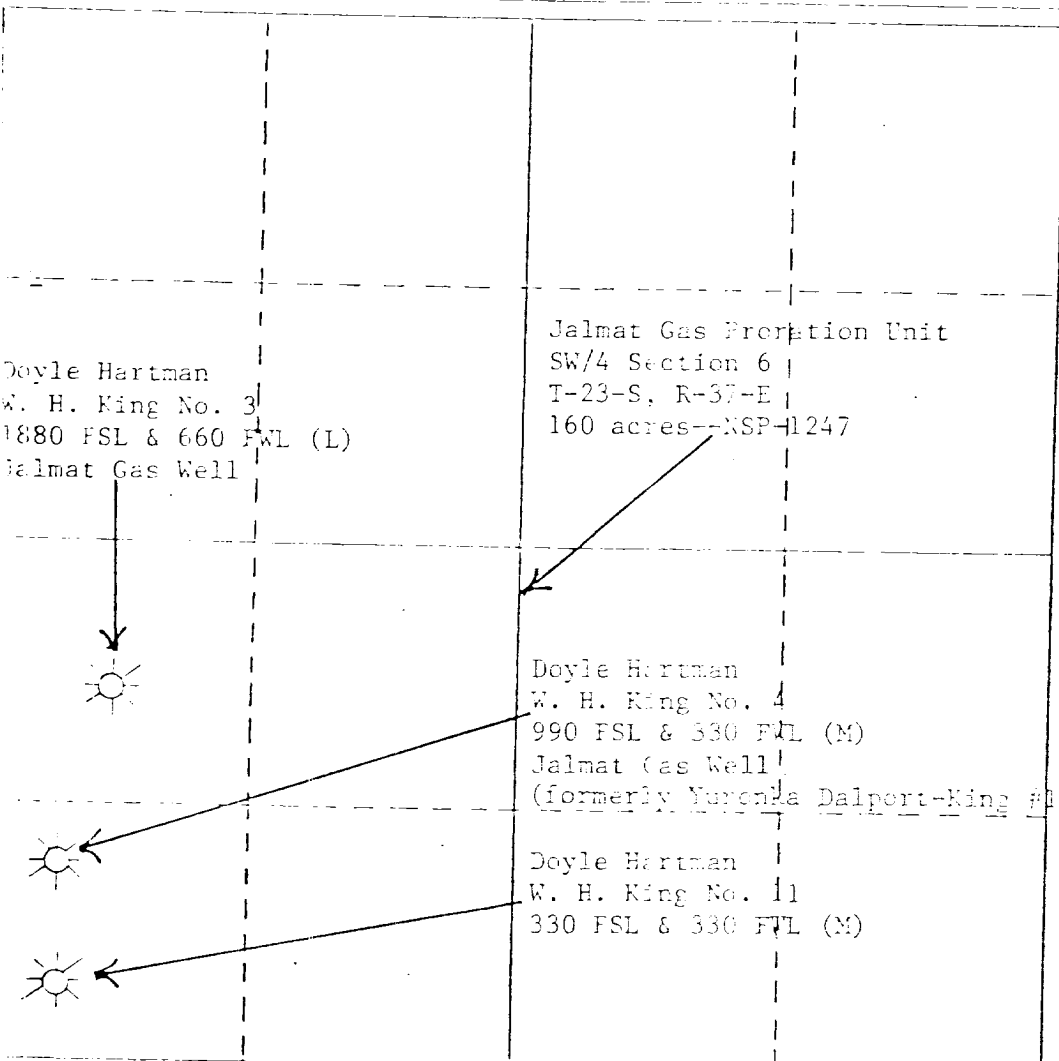 Jalmat Gas Proration Unit
SW/4 Section 6
T-23-S, R-37-E
160 acres--NSP-1247
Doyle Hartman
W. H. King No. 3
1880 FSL & 660 FWL (L)
Jalmat Gas Well
Doyle Hartman
W. H. King No. 4
990 FSL & 330 FWL (M)
Jalmat Gas Well
(formerly Yuronka Dalport-King #1
Doyle Hartman
W. H. King No. 11
330 FSL & 330 FWL (M)